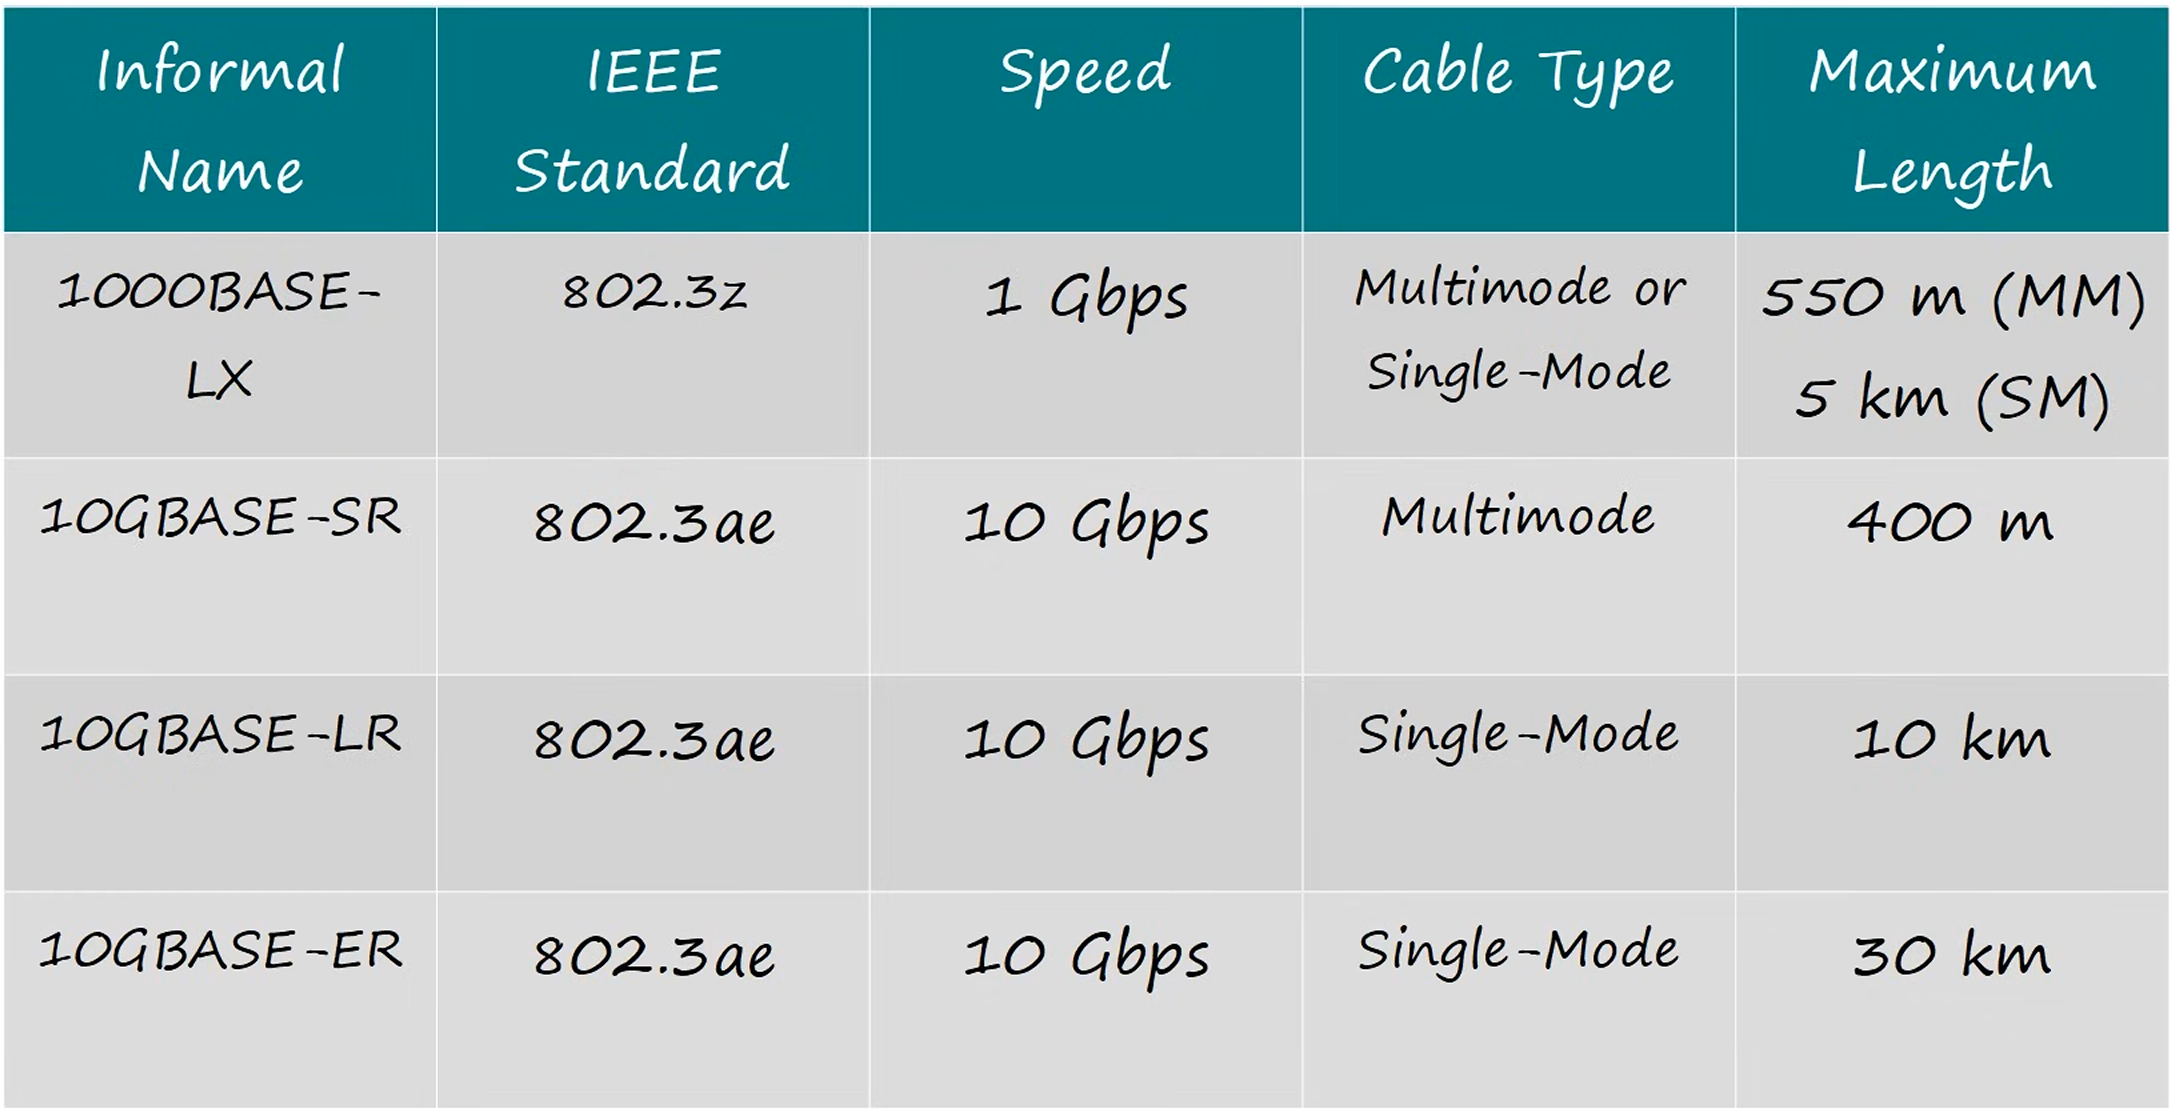 Informal
Name
IEEE
Standard
Speed
Cable Type
Maximum
Length
1000BASE-
LX
802.3z
1 Gbps
Multimode or
Single-Mode
550 m (MM)
5 km (SM)
10GBASE-SR
802.3ae
10 Gbps
Multimode
400 m
10GBASE-LR
802.3ae
10 Gbps
Single-Mode
10 km
10GBASE-ER
802.3ae
10 Gbps
Single-Mode
30 km